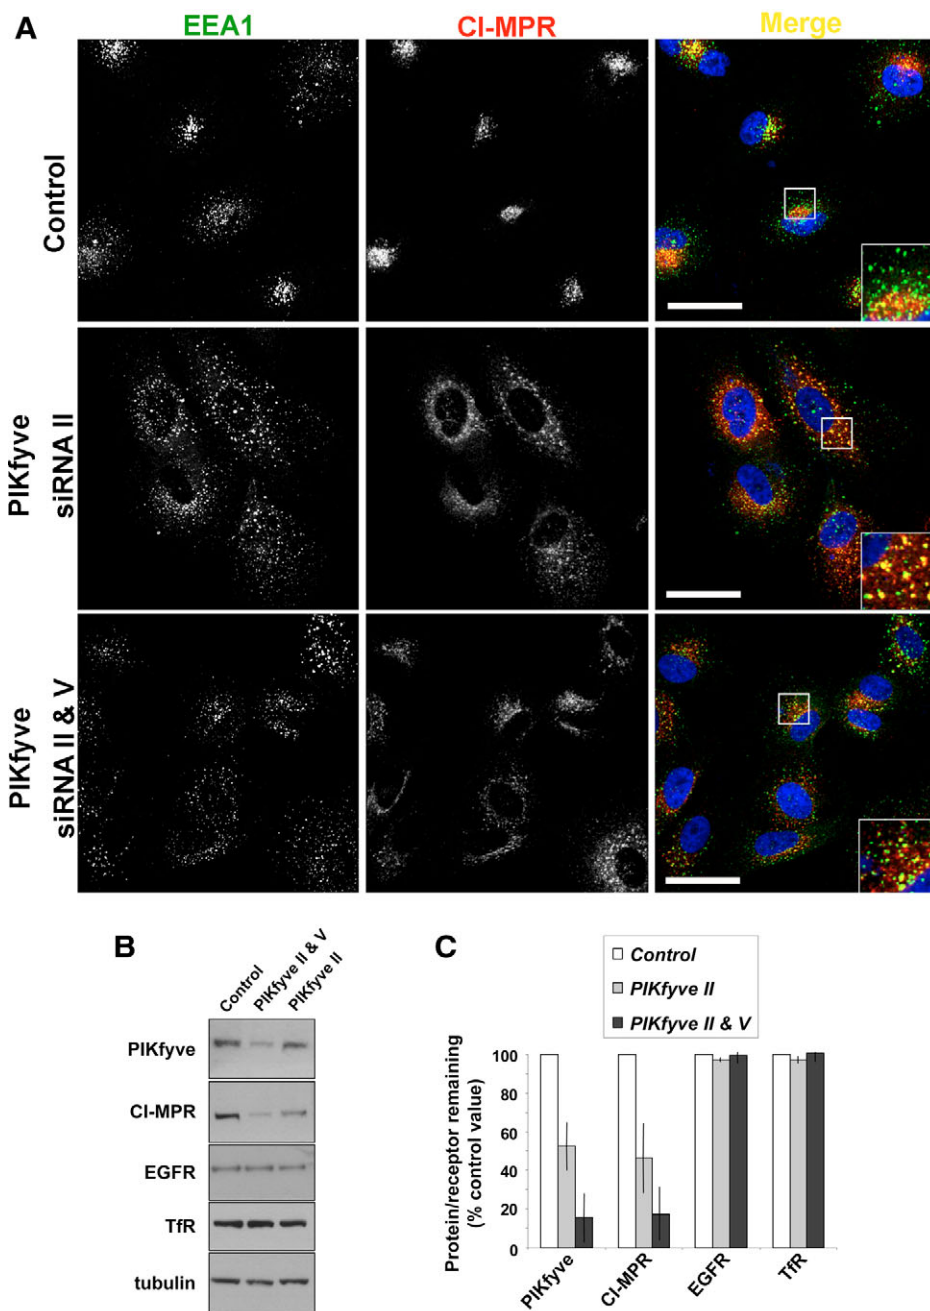 A
EEA1 CI-MPR Merge
Control
PIKfyve
siRNA II
PIKfyve
siRNA II & V
B
Control
PIKfyve II & V
PIKfyve II
PIKfyve
CI-MPR
EGFR
TfR
tubulin
C
Control
PIKfyve II
PIKfyve II & V
Protein/receptor remaining
(% control value)
100
80
60
40
20
0
PIKfyve
CI-MPR
EGFR
TfR